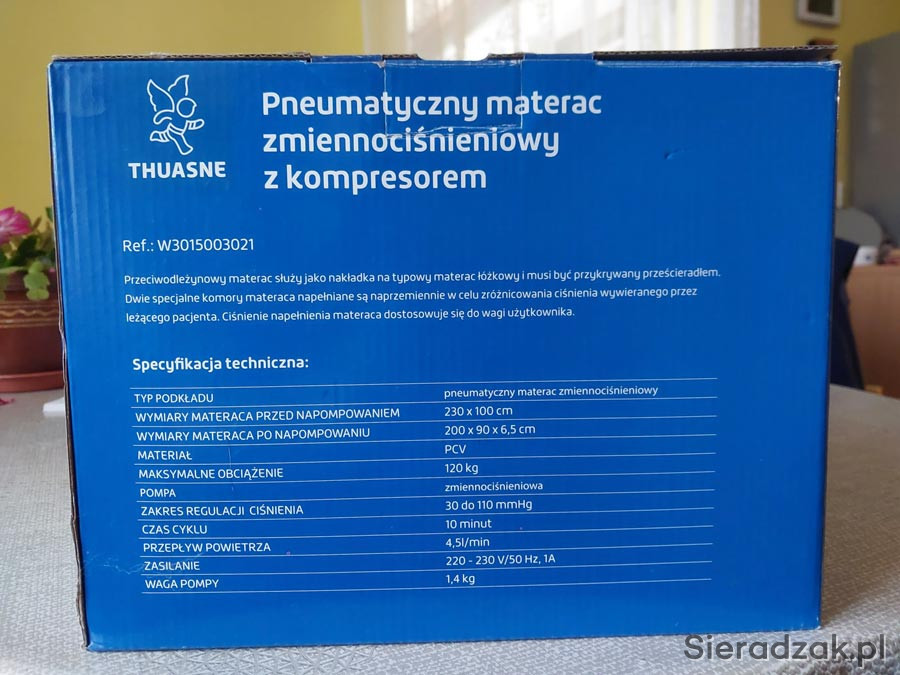 THUASNE
Pneumatyczny materac
zmiennociśnieniowy
z kompresorem
Ref.: W3015003021
Przeciwodleżynowy materac służy jako nakładka na typowy materac łóżkowy i musi być przykrywany prześcieradłem.
Dwie specjalne komory materaca napełniane są naprzemiennie w celu zróżnicowania ciśnienia wywieranego przez
leżącego pacjenta. Ciśnienie napełnienia materaca dostosowuje się do wagi użytkownika.
Specyfikacja techniczna:
TYP PODKŁADU pneumatyczny materac zmiennociśnieniowy
WYMIARY MATERACA PRZED NAPOMPOWANIEM 230 x 100 cm
WYMIARY MATERACA PO NAPOMPOWANIU 200 x 90 x 6,5 cm
MATERIAŁ PCV
MAKSYMALNE OBCIĄŻENIE 120 kg
POMPA zmiennociśnieniowa
ZAKRES REGULACJI CIŚNIENIA 30 do 110 mmHg
CZAS CYKLU 10 minut
PRZEPŁYW POWIETRZA 4,5l/min
ZASILANIE 220 - 230 V/50 Hz, 1A
WAGA POMPY 1,4 kg
Sieradzak.pl